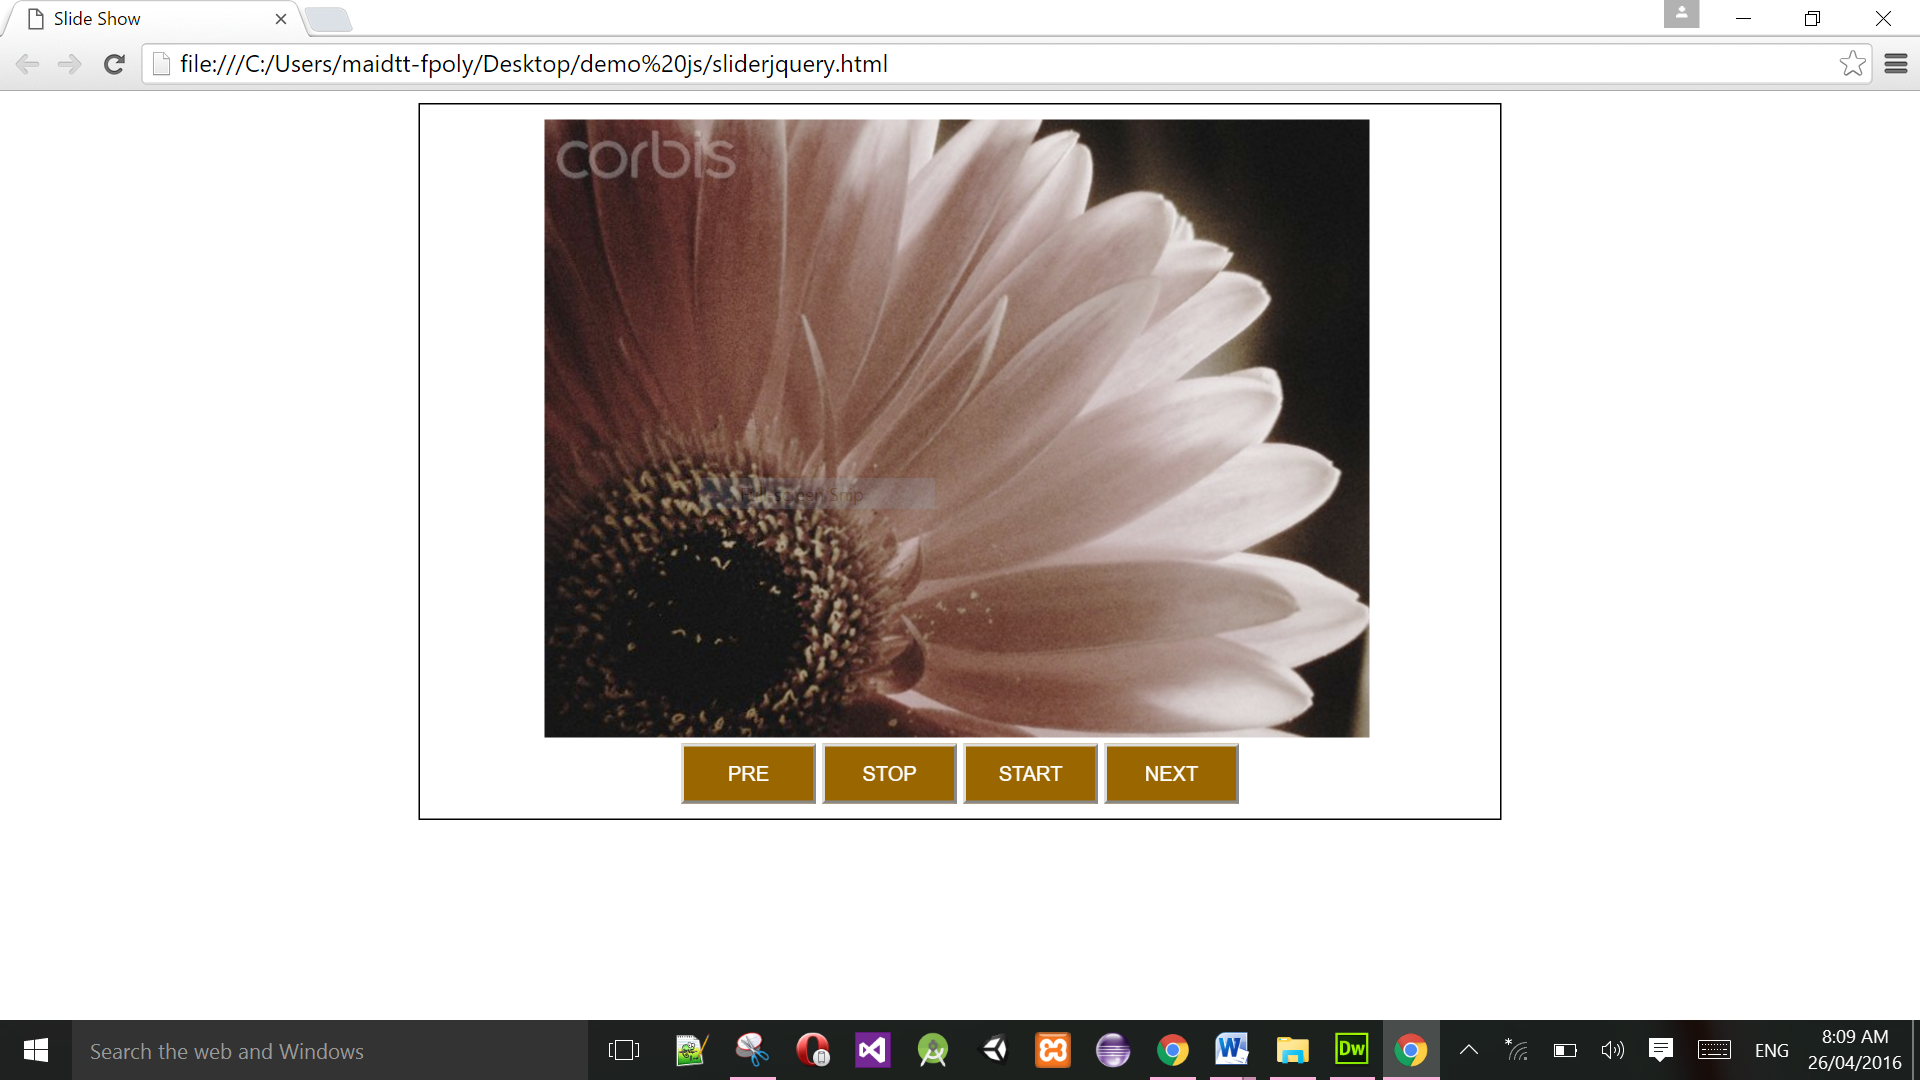 Slide Show
file:///C:/Users/maidtt-fpoly/Desktop/demo%20js/sliderjquery.html
corbis
PRE
STOP
START
NEXT
Search the web and Windows
Dw
ENG
8:09 AM
26/04/2016